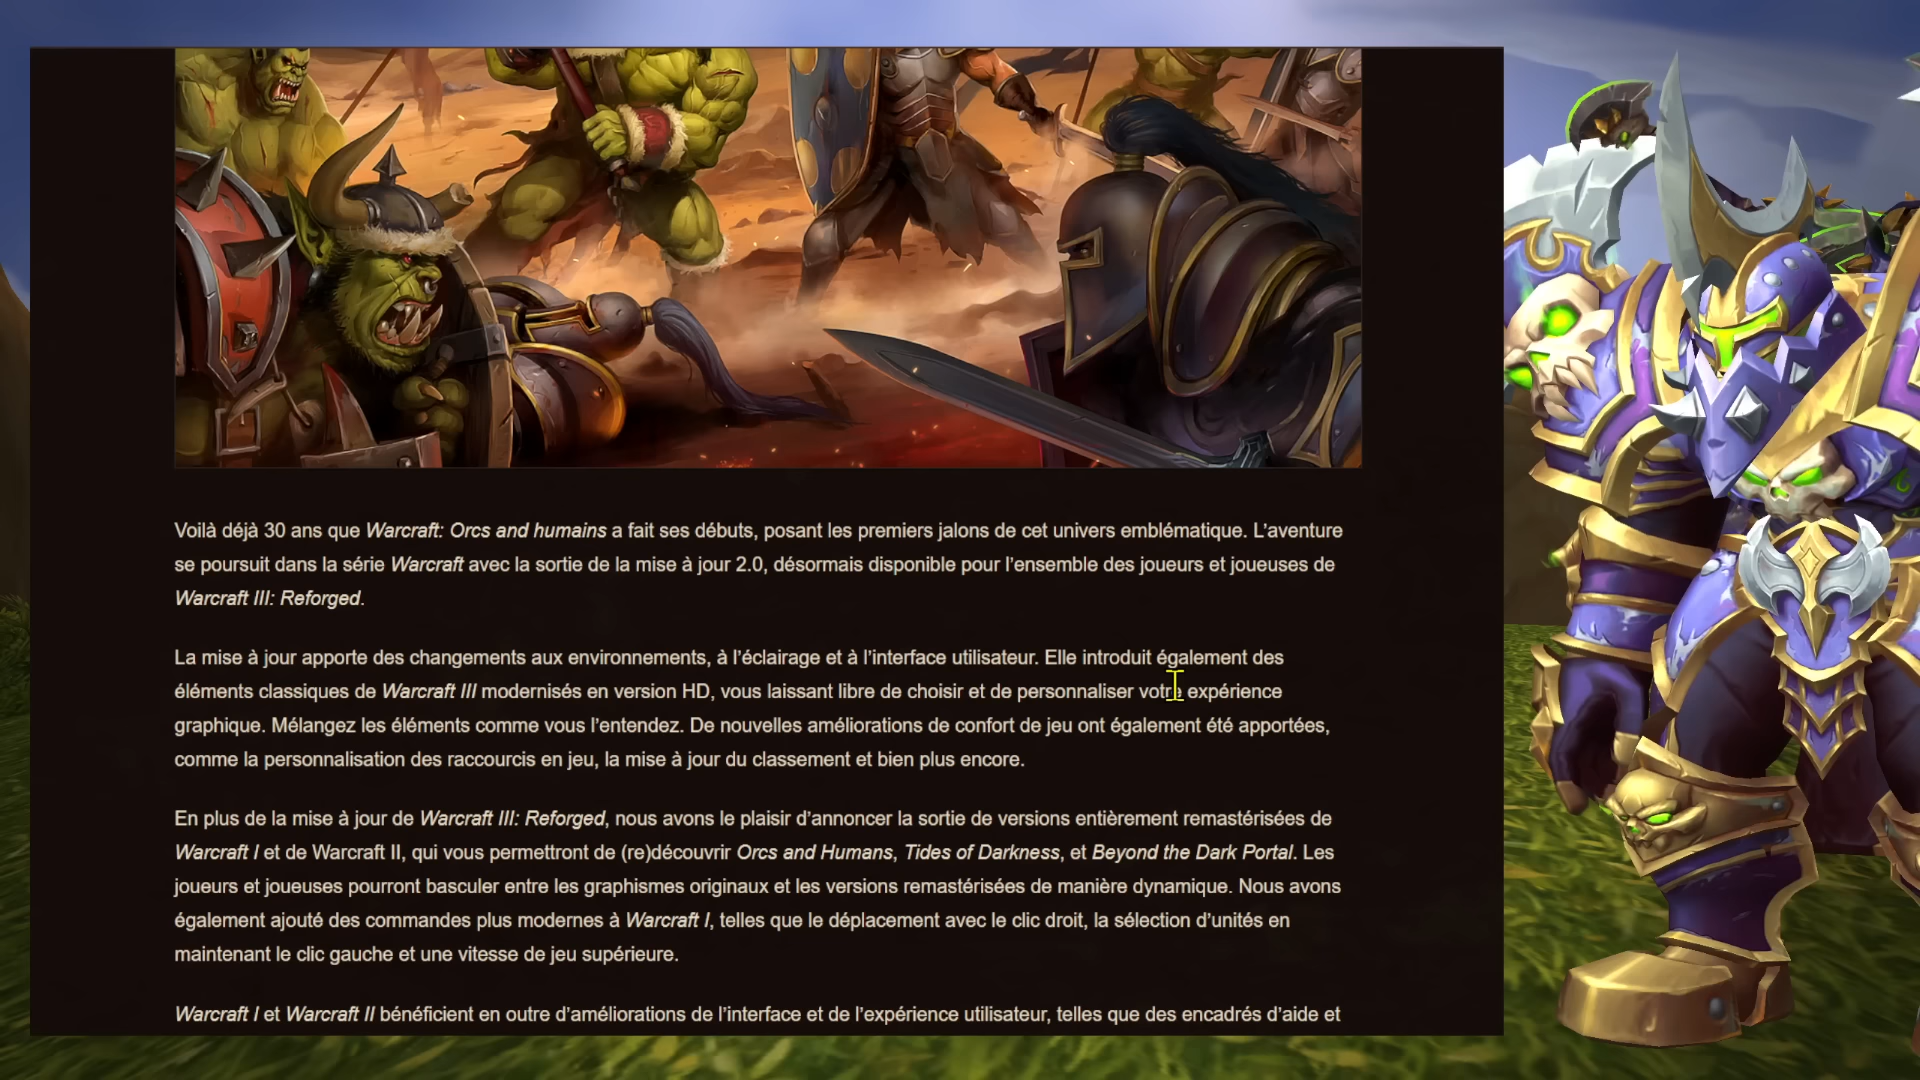 Voilà déjà 30 ans que Warcraft: Orcs and humains a fait ses débuts, posant les premiers jalons de cet univers emblématique. L’aventure
se poursuit dans la série Warcraft avec la sortie de la mise à jour 2.0, désormais disponible pour l’ensemble des joueurs et joueuses de
Warcraft III: Reforged.
La mise à jour apporte des changements aux environnements, à l’éclairage et à l’interface utilisateur. Elle introduit également des
éléments classiques de Warcraft III modernisés en version HD, vous laissant libre de choisir et de personnaliser votre expérience
graphique. Mélangez les éléments comme vous l’entendez. De nouvelles améliorations de confort de jeu ont également été apportées,
comme la personnalisation des raccourcis en jeu, la mise à jour du classement et bien plus encore.
En plus de la mise à jour de Warcraft III: Reforged, nous avons le plaisir d’annoncer la sortie de versions entièrement remastérisées de
Warcraft I et de Warcraft II, qui vous permettront de (re)découvrir Orcs and Humans, Tides of Darkness, et Beyond the Dark Portal. Les
joueurs et joueuses pourront basculer entre les graphismes originaux et les versions remastérisées de manière dynamique. Nous avons
également ajouté des commandes plus modernes à Warcraft I, telles que le déplacement avec le clic droit, la sélection d’unités en
maintenant le clic gauche et une vitesse de jeu supérieure.
Warcraft I et Warcraft II bénéficient en outre d’améliorations de l’interface et de l’expérience utilisateur, telles que des encadrés d’aide et